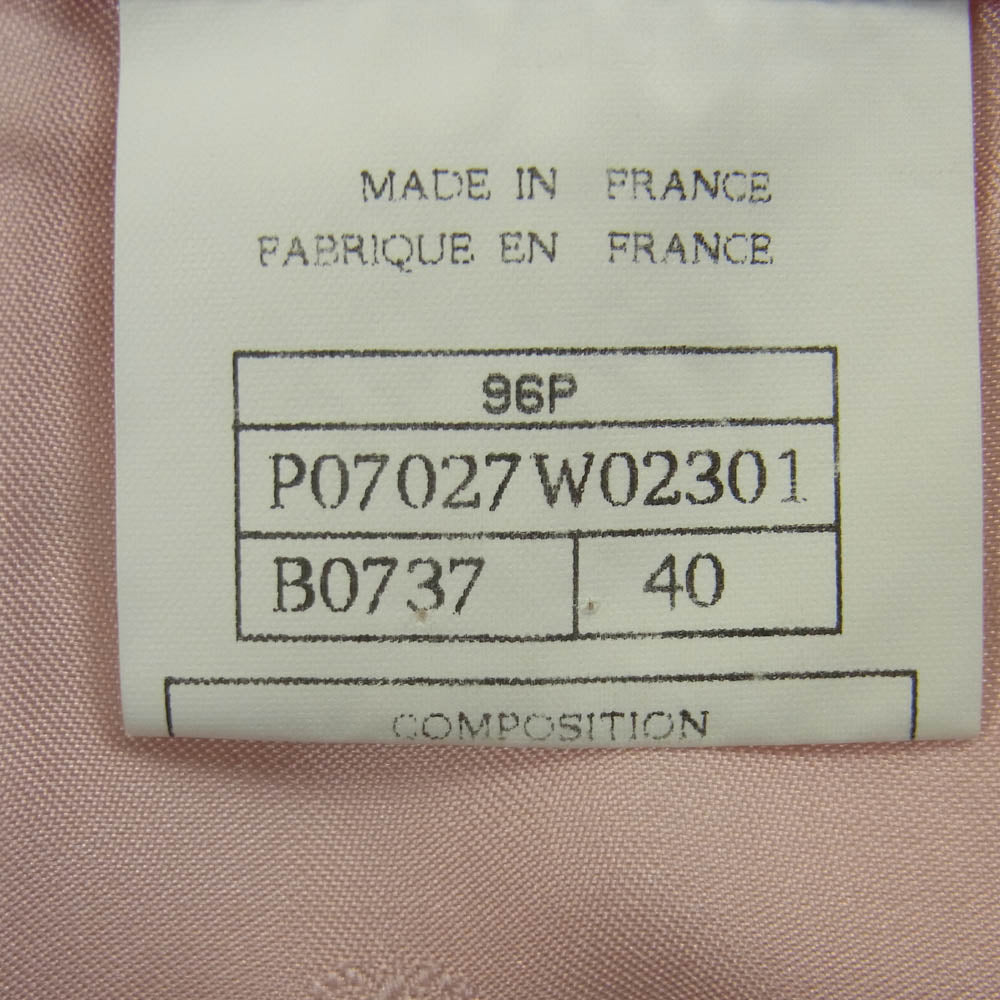 MADE IN FRANCE
FABRIQUE EN FRANCE
96P
P07027W02301
B0737 40
COMPOSITION